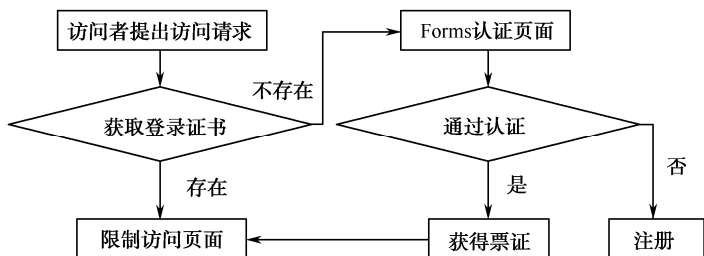 访问者提出访问请求
Forms认证页面
不存在
获取登录证书
通过认证
存在
是
否
限制访问页面
获得票证
注册